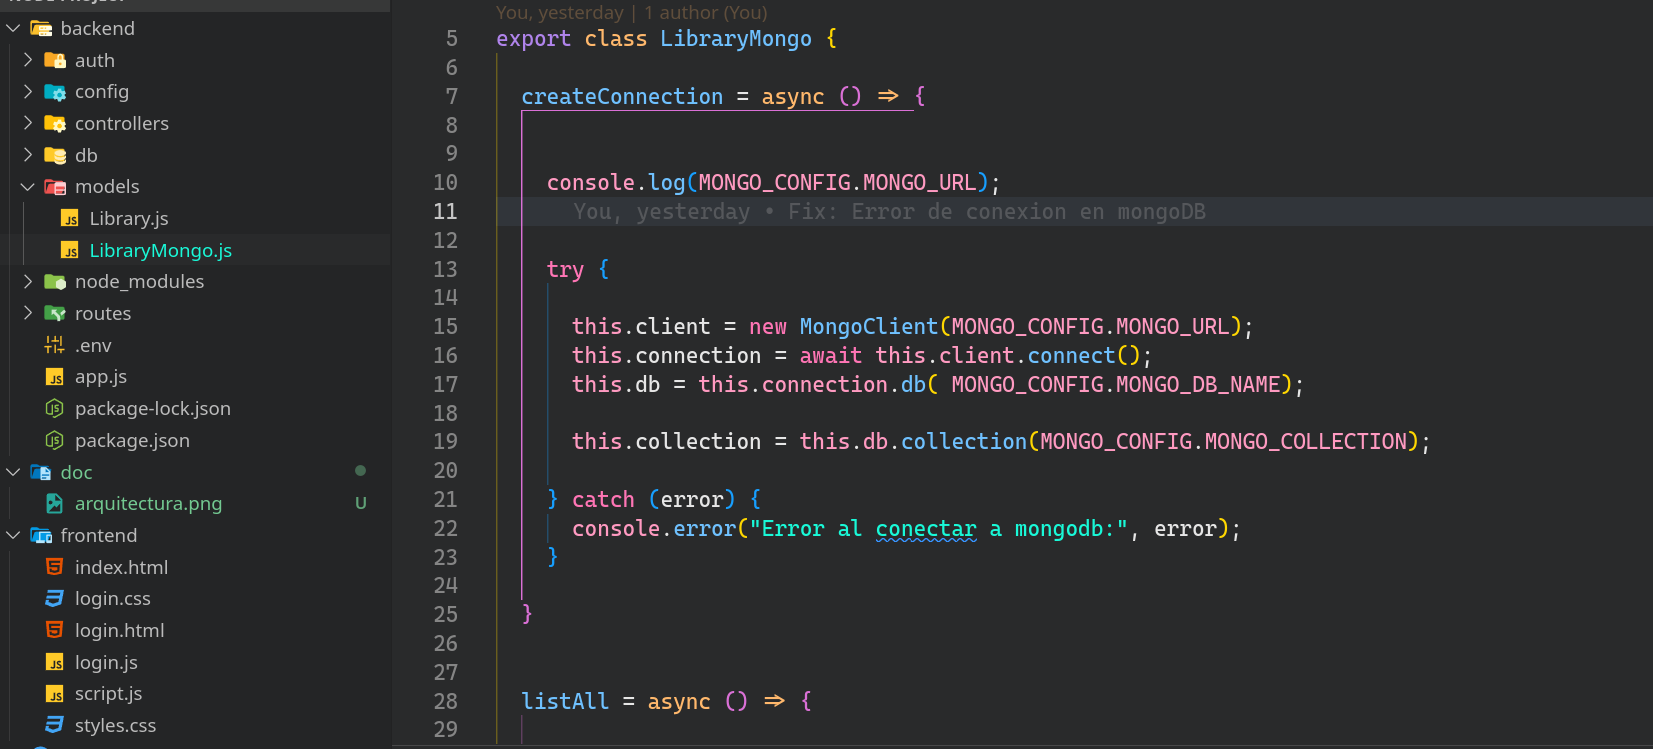 backend
auth
config
controllers
db
models
Library.js
LibraryMongo.js
node_modules
routes
.env
app.js
package-lock.json
package.json
doc
arquitectura.png U
frontend
index.html
login.css
login.html
login.js
script.js
styles.css
You, yesterday | 1 author (You)
5 export class LibraryMongo {
6
7 createConnection = async () => {
8
9
10 console.log(MONGO_CONFIG.MONGO_URL);
11 You, yesterday • Fix: Error de conexion en mongoDB
12
13 try {
14
15 this.client = new MongoClient(MONGO_CONFIG.MONGO_URL);
16 this.connection = await this.client.connect();
17 this.db = this.connection.db( MONGO_CONFIG.MONGO_DB_NAME);
18
19 this.collection = this.db.collection(MONGO_CONFIG.MONGO_COLLECTION);
20
21 } catch (error) {
22 console.error("Error al conectar a mongodb:", error);
23 }
24
25 }
26
27
28 listAll = async () => {
29